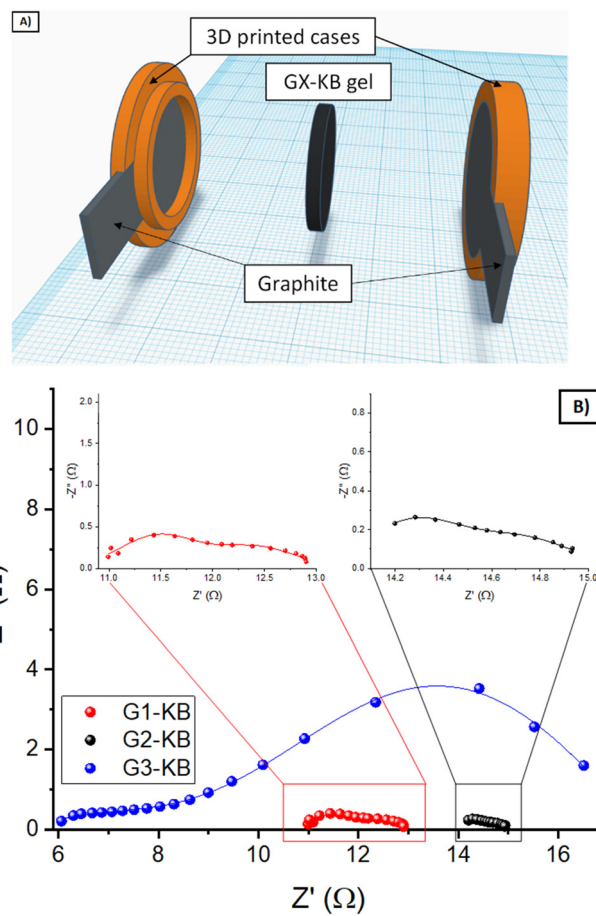 A)
3D printed cases
GX-KB gel
Graphite
B)
2.0
1.5
1.0
0.5
0.0
-Z" (Ω)
11.0 11.5 12.0 12.5 13.0
Z' (Ω)
0.8
0.6
0.4
0.2
0.0
-Z" (Ω)
14.2 14.4 14.6 14.8 15.0
Z' (Ω)
10
8
6
4
2
0
G1-KB
G2-KB
G3-KB
6 8 10 12 14 16
Z' (Ω)